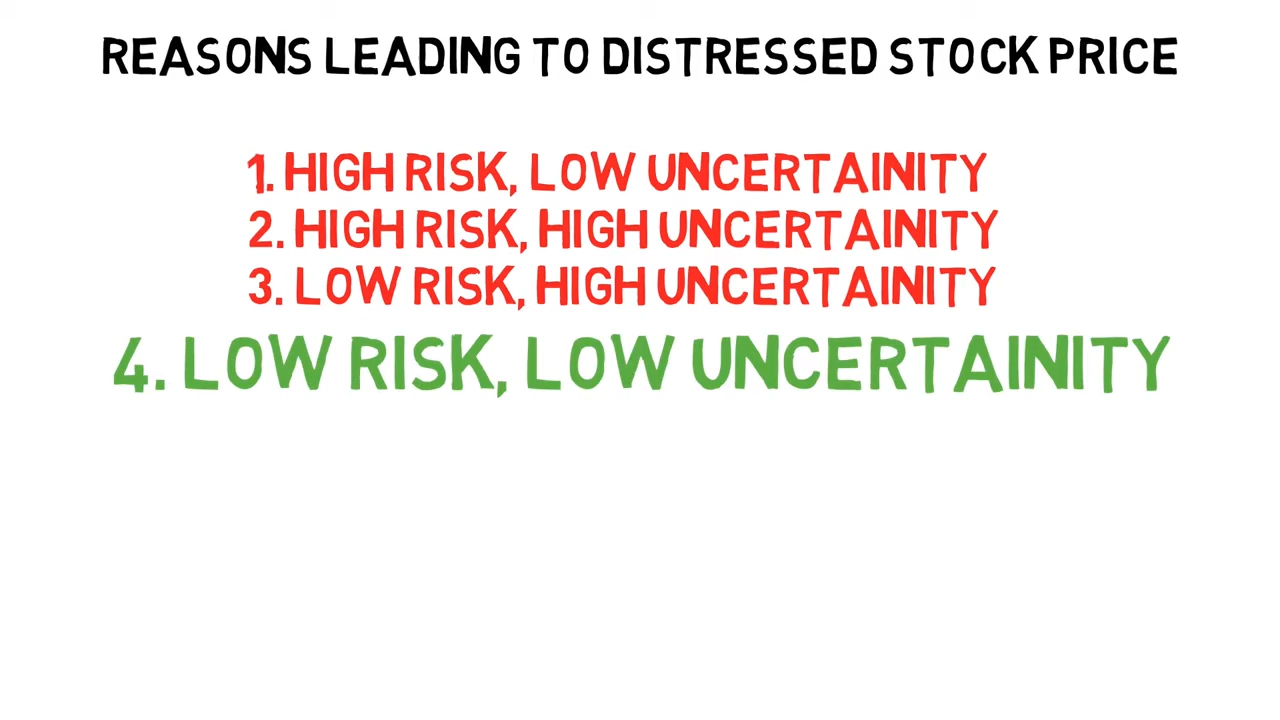 REASONS LEADING TO DISTRESSED STOCK PRICE
1. HIGH RISK, LOW UNCERTAINITY
2. HIGH RISK, HIGH UNCERTAINITY
3. LOW RISK, HIGH UNCERTAINITY
4. LOW RISK, LOW UNCERTAINITY